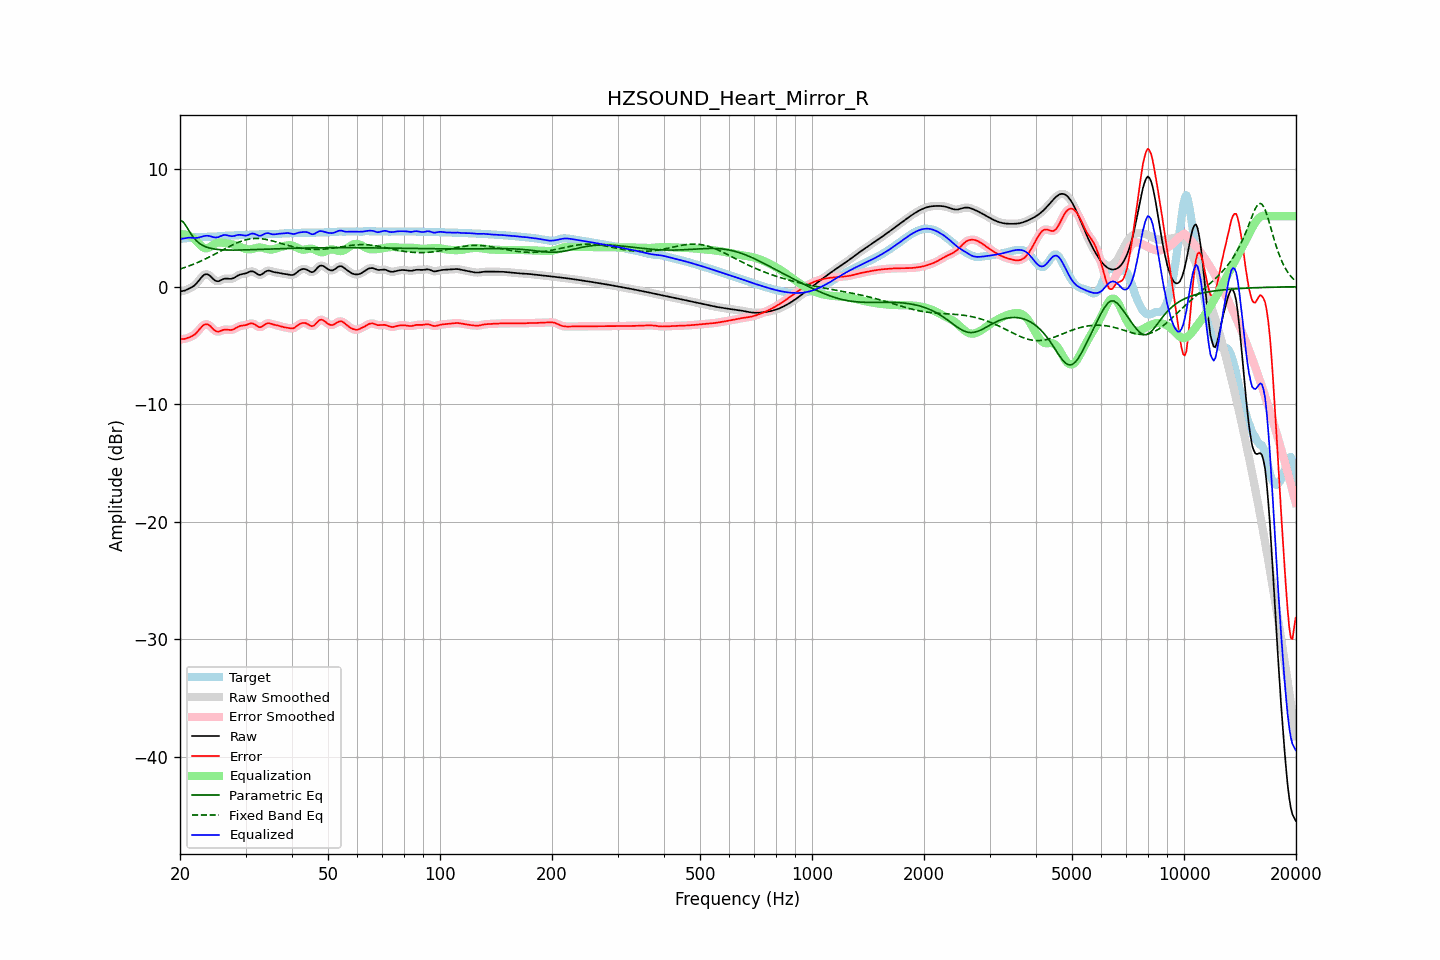 HZSOUND_Heart_Mirror_R
Amplitude (dBr)
10
0
−10
−20
−30
−40
Target
Raw Smoothed
Error Smoothed
Raw
Error
Equalization
Parametric Eq
Fixed Band Eq
Equalized
20 50 100 200 500 1000 2000 5000 10000 20000
Frequency (Hz)